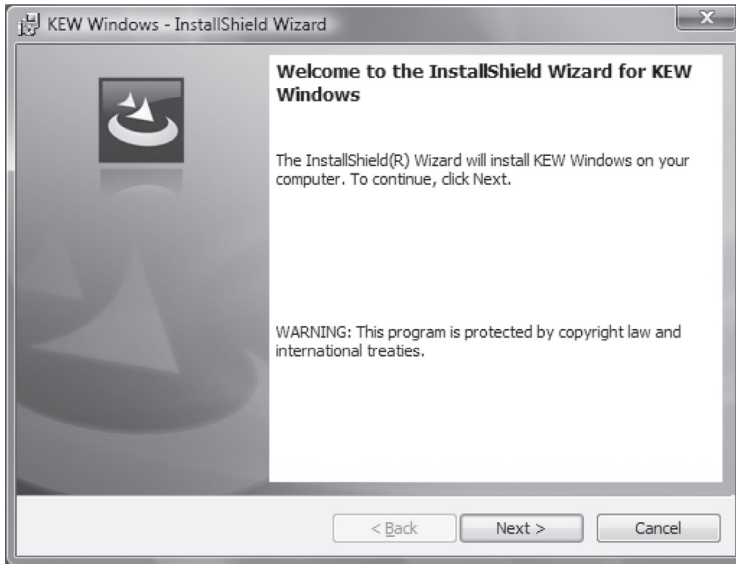 KEW Windows - InstallShield Wizard
X
Welcome to the InstallShield Wizard for KEW
Windows
The InstallShield(R) Wizard will install KEW Windows on your
computer. To continue, click Next.
WARNING: This program is protected by copyright law and
international treaties.
< Back
Next >
Cancel